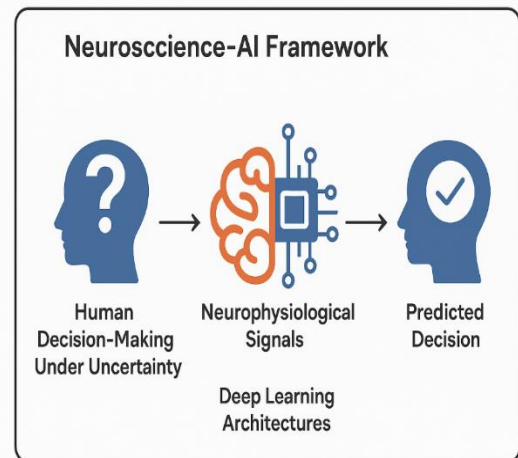 Neurosccience-AI Framework
?
Human
Decision-Making
Under Uncertainty
Neurophysiological
Signals
Predicted
Decision
Deep Learning
Architectures